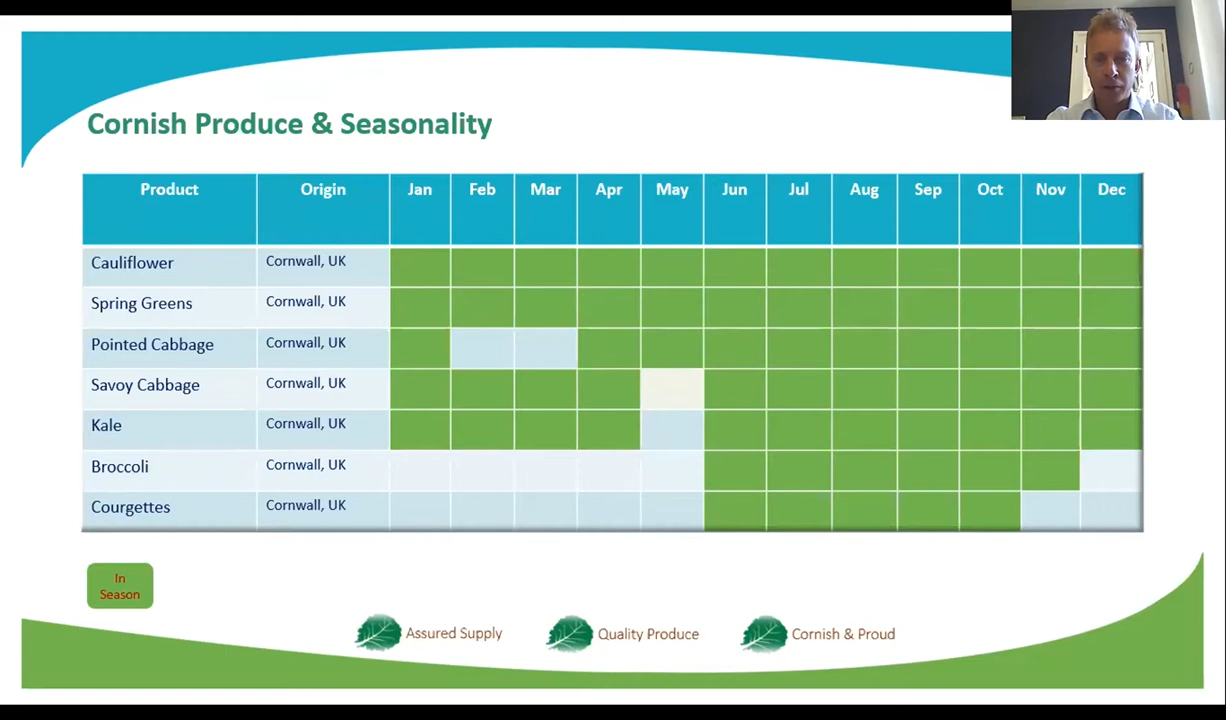 Cornish Produce & Seasonality
Product Origin Jan Feb Mar Apr May Jun Jul Aug Sep Oct Nov Dec
Cauliflower Cornwall, UK
Spring Greens Cornwall, UK
Pointed Cabbage Cornwall, UK
Savoy Cabbage Cornwall, UK
Kale Cornwall, UK
Broccoli Cornwall, UK
Courgettes Cornwall, UK
In
Season
Assured Supply Quality Produce Cornish & Proud